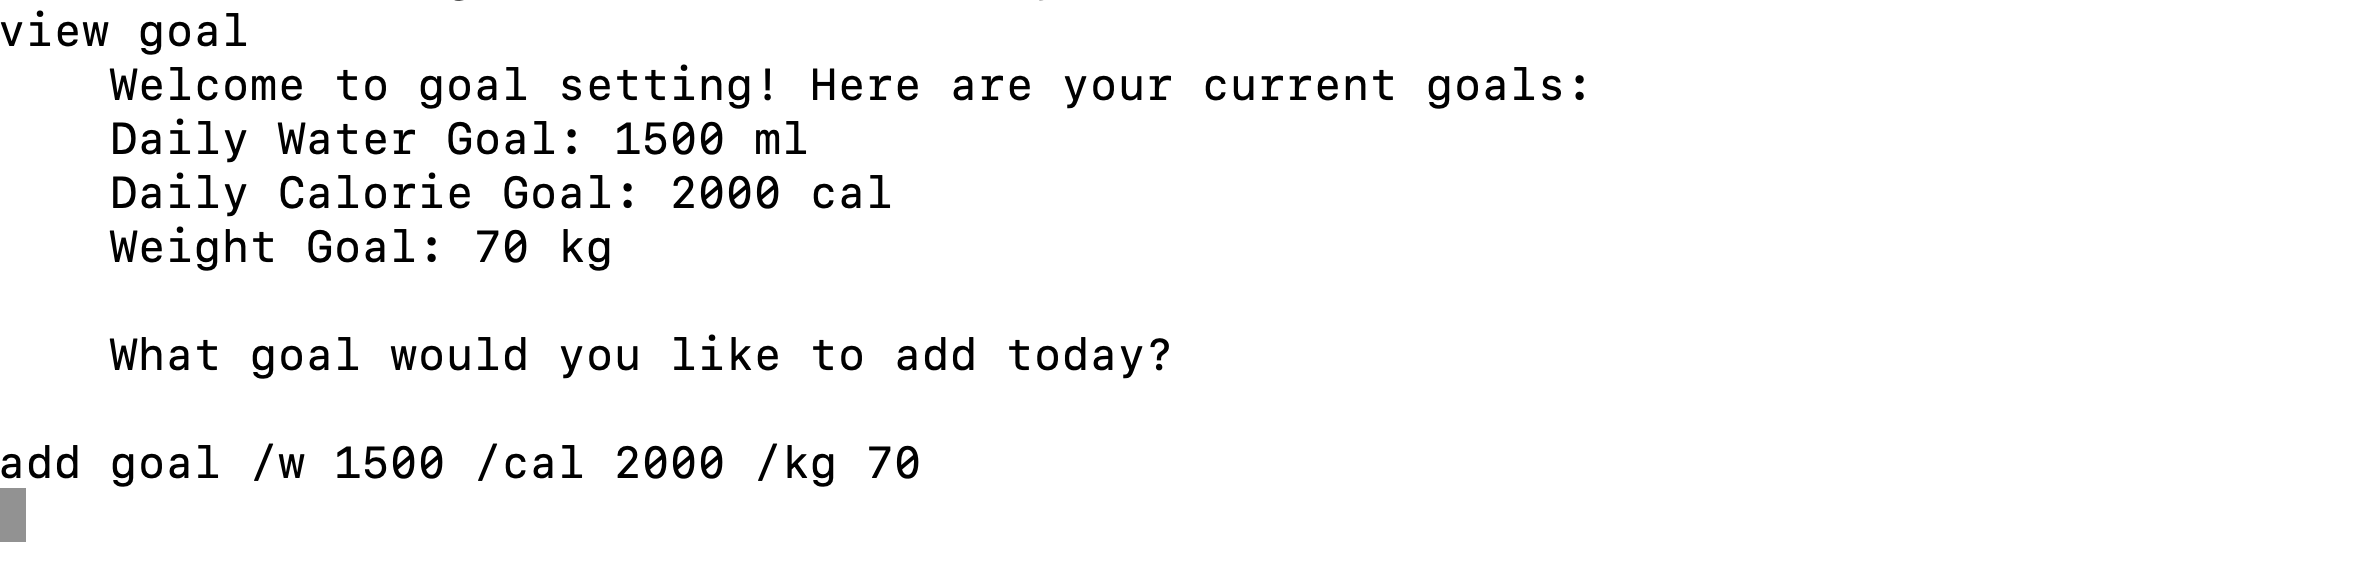 view goal
Welcome to goal setting! Here are your current goals:
Daily Water Goal: 1500 ml
Daily Calorie Goal: 2000 cal
Weight Goal: 70 kg
What goal would you like to add today?
add goal /w 1500 /cal 2000 /kg 70